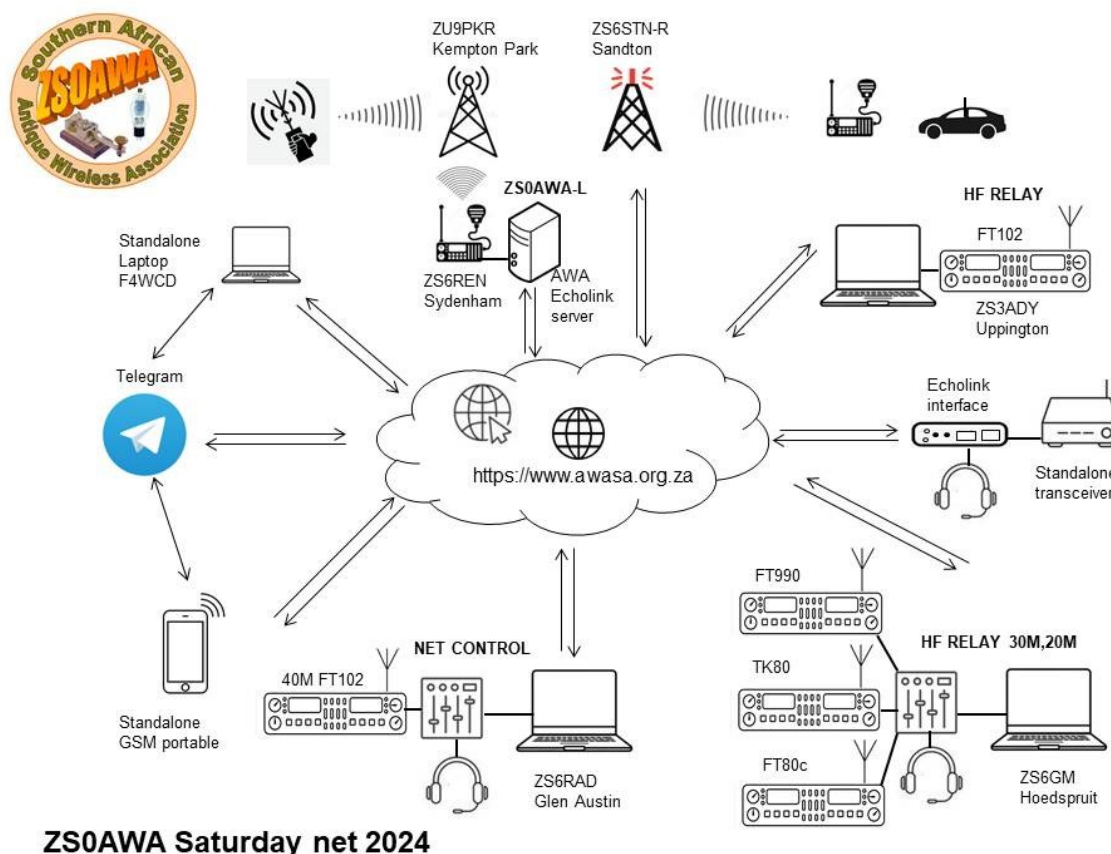 Southern African
ZS0AWA
Antique Wireless Association
ZU9PKR
Kempton Park
ZS6STN-R
Sandton
ZS0AWA-L
HF RELAY
FT102
ZS3ADY
Uppington
Standalone
Laptop
F4WCD
ZS6REN
Sydenham
AWA
Echolink
server
Telegram
Echolink
interface
Standalone
transceiver
https://www.awasa.org.za
FT990
TK80
FT80c
HF RELAY 30M,20M
ZS6GM
Hoedspruit
NET CONTROL
40M FT102
ZS6RAD
Glen Austin
Standalone
GSM portable
ZS0AWA Saturday net 2024